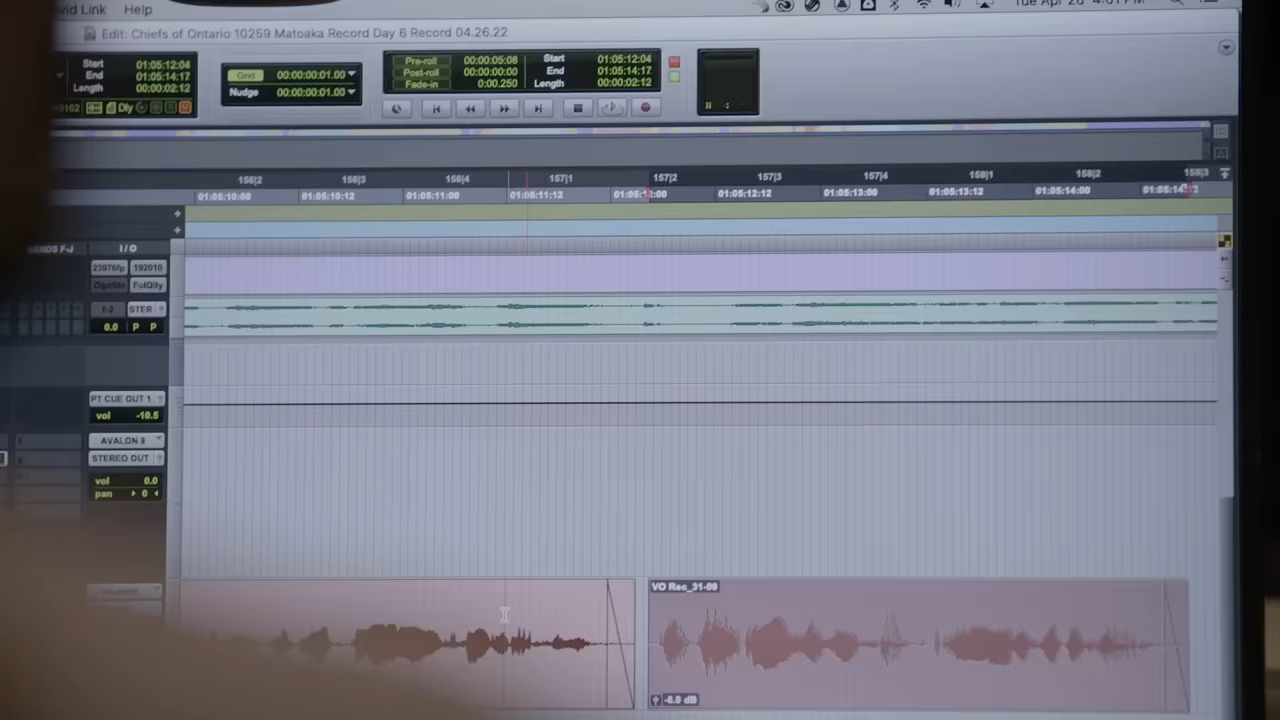 vid Link Help
Tue Apr 26 4:01 PM
Edit: Chiefs of Ontario 10259 Matoaka Record Day 6 Record 04.26.22
Start 01:05:12:04
End 01:05:14:17
Length 00:00:02:12
Dly
Grid 00:00:00:01.00
Nudge 00:00:00:01.00
Pre-roll 00:00:05:08
Post-roll 00:00:00:00
Fade-in 0:00.250
Start 01:05:12:04
End 01:05:14:17
Length 00:00:02:12
156|2 156|3 156|4 157|1 157|2 157|3 157|4 158|1 158|2 158|3
01:05:10:00 01:05:10:12 01:05:11:00 01:05:11:12 01:05:12:00 01:05:12:12 01:05:13:00 01:05:13:12 01:05:14:00
I/O
23976fp 192010
FulQlty
1-2 STER
0.0 P P
PT CUE OUT 1
vol -10.5
AVALON 9
STEREO OUT
vol 0.0
pan 0
VO Rec_31-09
-6.0 dB